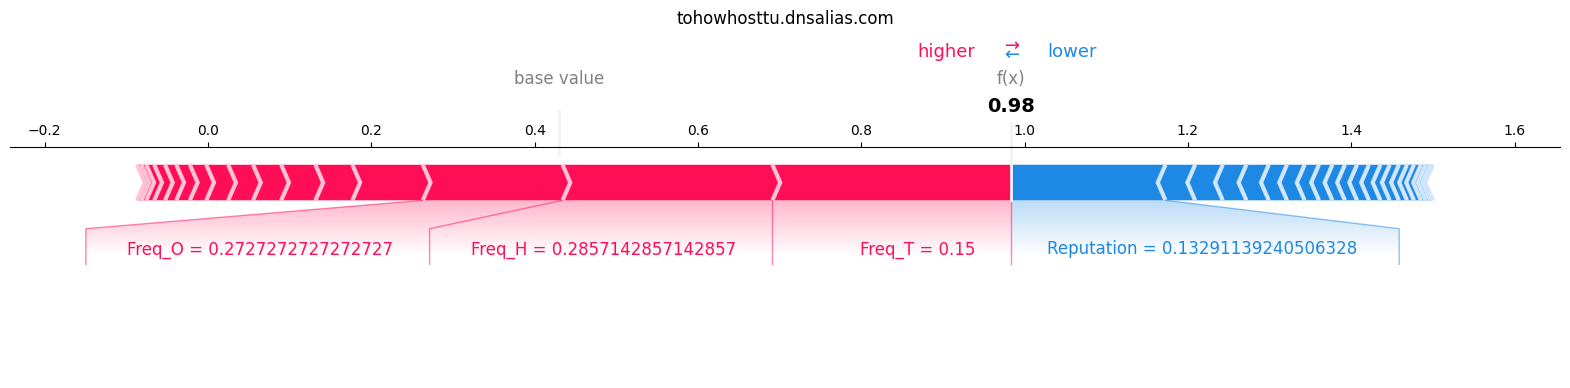 tohowhosttu.dnsalias.com
higher → ← lower
base value f(x)
0.98
−0.2 0.0 0.2 0.4 0.6 0.8 1.0 1.2 1.4 1.6
Freq_O = 0.2727272727272727 Freq_H = 0.2857142857142857 Freq_T = 0.15 Reputation = 0.13291139240506328